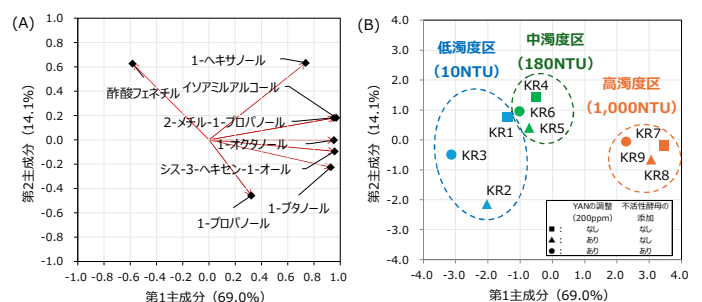 (A)
第2主成分 (14.1%)
1.0
0.8
0.6
0.4
0.2
0.0
-0.2
-0.4
-0.6
-0.8
-1.0
1-ヘキサノール
酢酸フェネチル
イソアミルアルコール
2-メチル-1-プロパノール
1-オクタノール
シス-3-ヘキセン-1-オール
1-ブタノール
1-プロパノール
-1.0 -0.8 -0.6 -0.4 -0.2 0.0 0.2 0.4 0.6 0.8 1.0
第1主成分 (69.0%)
(B)
第2主成分 (14.1%)
4.0
3.0
2.0
1.0
0.0
-1.0
-2.0
-3.0
-4.0
低濁度区
(10NTU)
中濁度区
(180NTU)
高濁度区
(1,000NTU)
KR4
KR6
KR5
KR1
KR3
KR2
KR7
KR9
KR8
YANの調整 不活性酵母の
(200ppm) 添加
■ : なし なし
▲ : あり なし
● : あり あり
-4.0 -3.0 -2.0 -1.0 0.0 1.0 2.0 3.0 4.0
第1主成分 (69.0%)